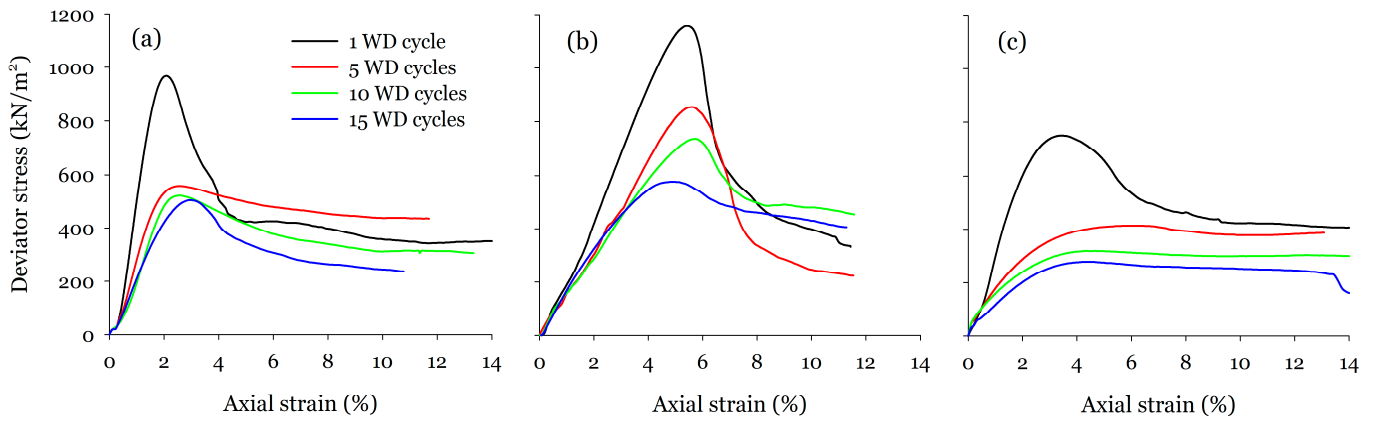 (a)
1 WD cycle
5 WD cycles
10 WD cycles
15 WD cycles
Deviator stress (kN/m²)
1200
1000
800
600
400
200
0
0 2 4 6 8 10 12 14
Axial strain (%)
(b)
0 2 4 6 8 10 12 14
Axial strain (%)
(c)
0 2 4 6 8 10 12 14
Axial strain (%)